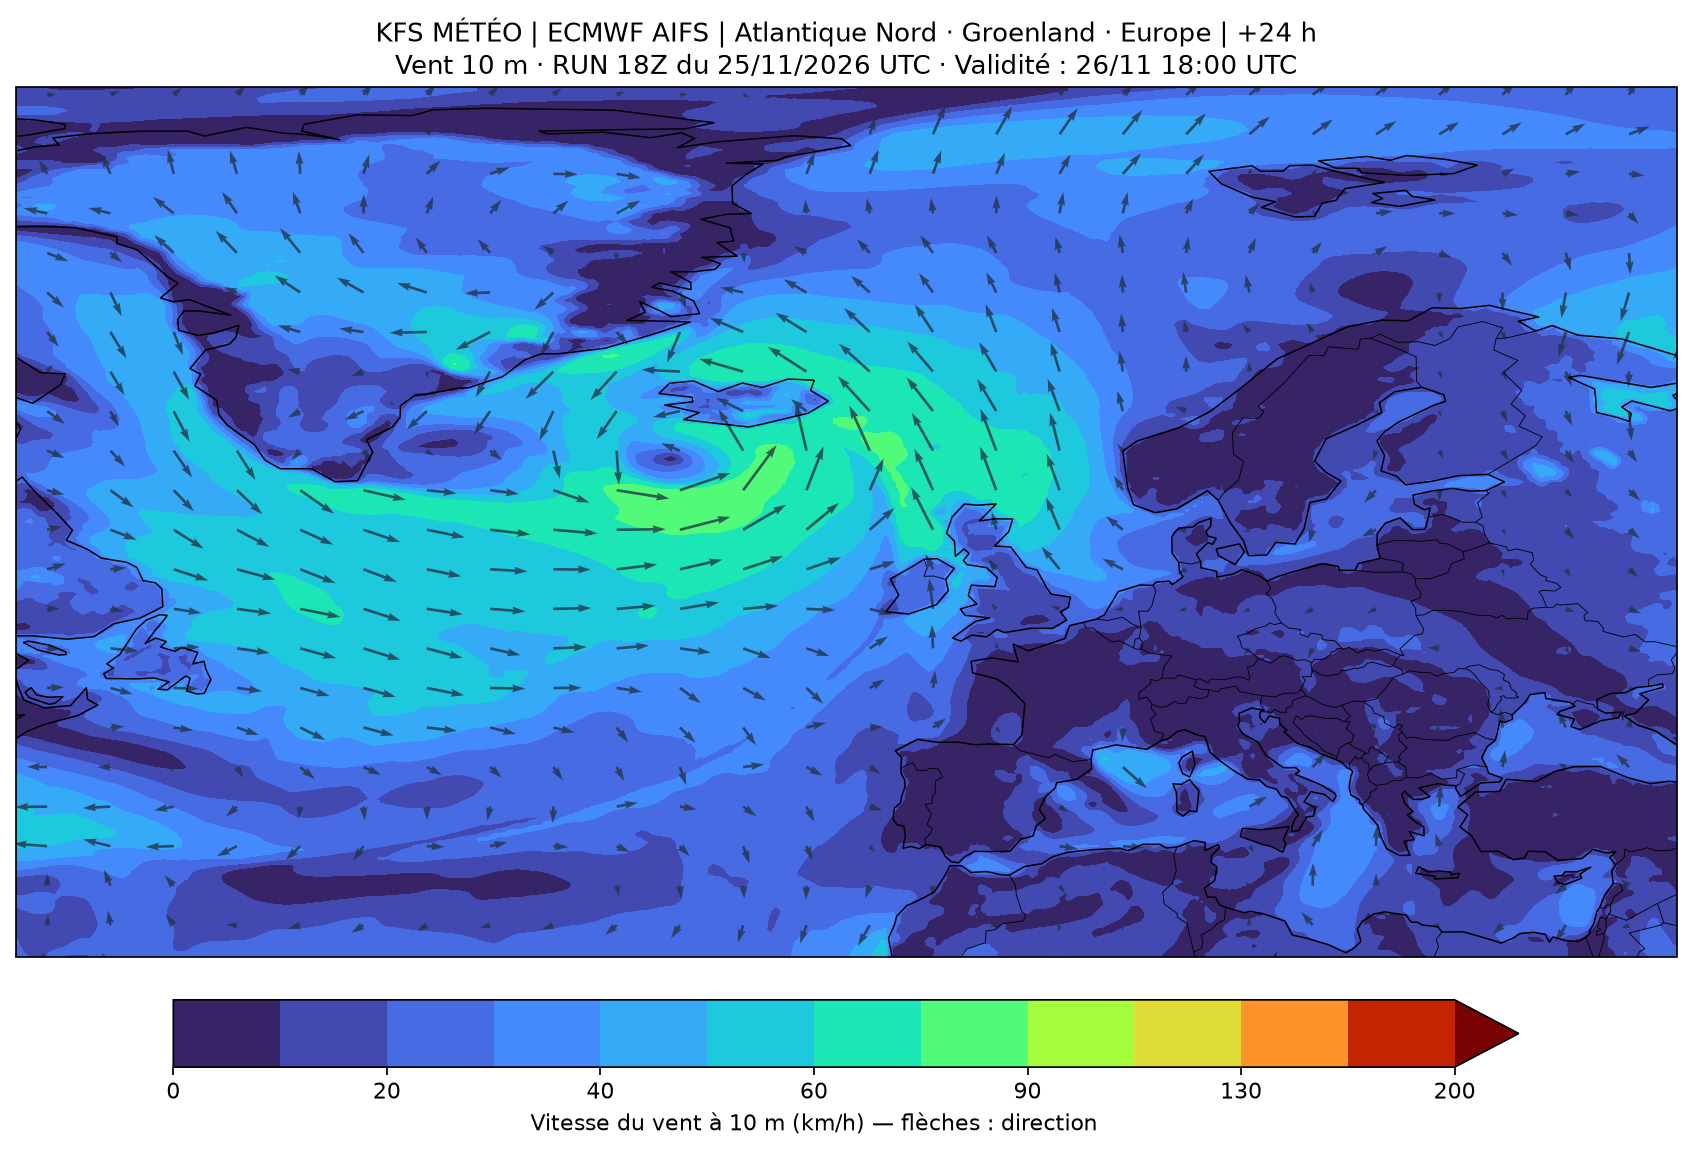 KFS MÉTÉO | ECMWF AIFS | Atlantique Nord · Groenland · Europe | +24 h
Vent 10 m · RUN 18Z du 25/11/2026 UTC · Validité : 26/11 18:00 UTC
0 20 40 60 90 130 200
Vitesse du vent à 10 m (km/h) — flèches : direction